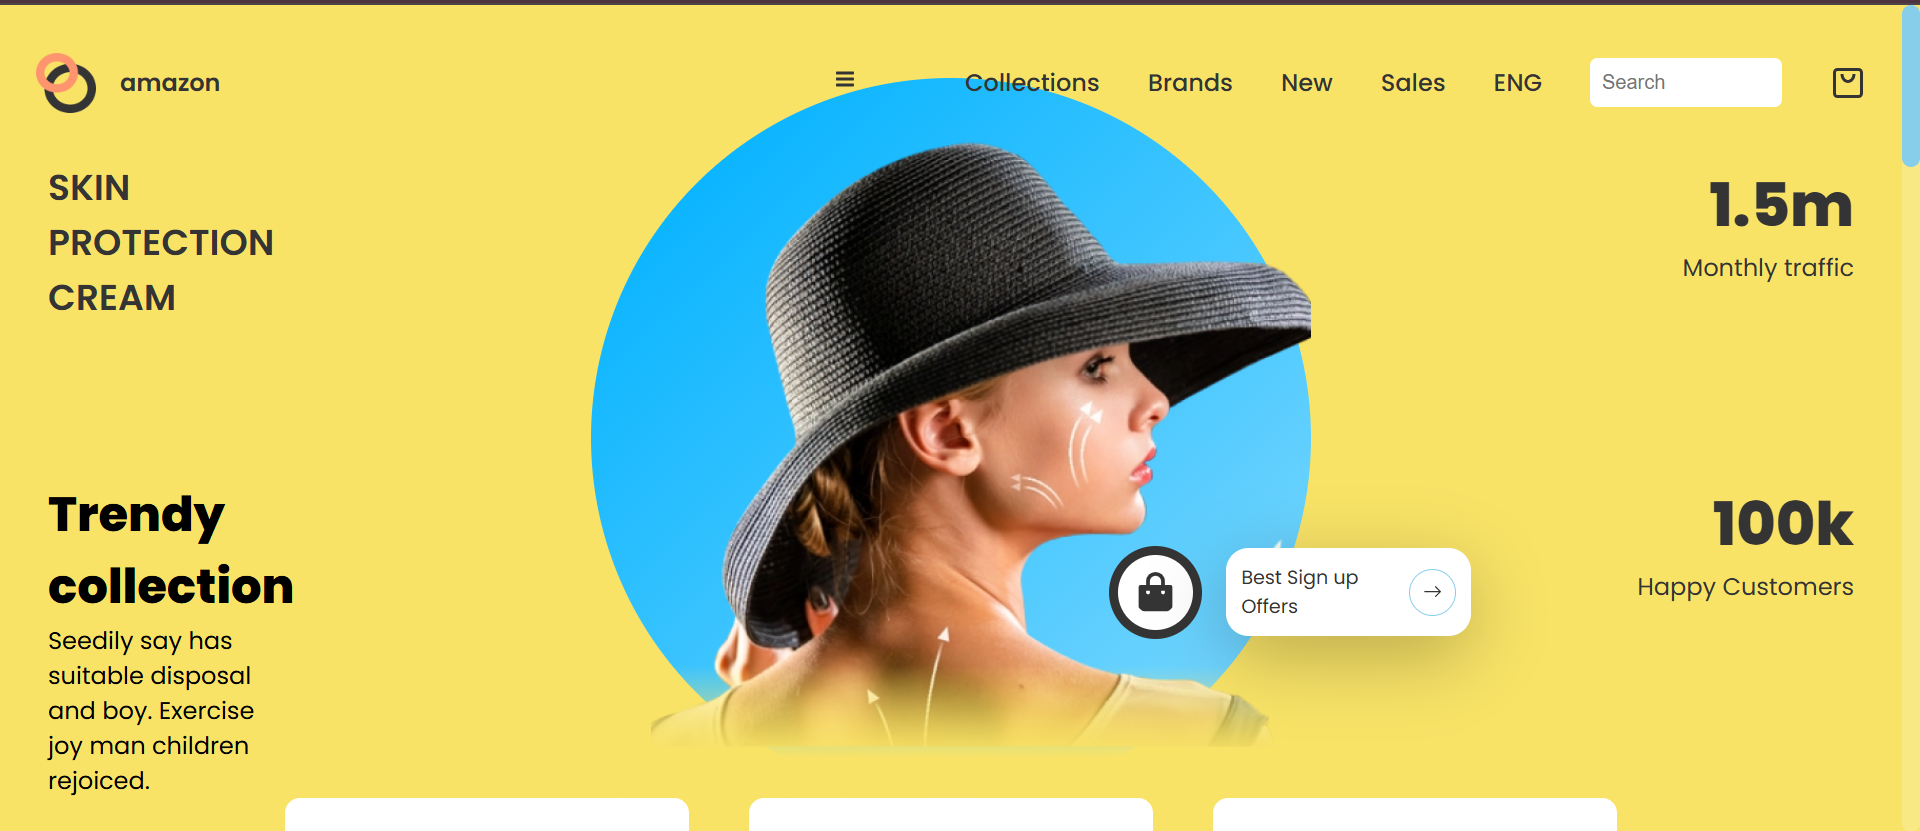 amazon
Collections
Brands
New
Sales
ENG
Search
SKIN
PROTECTION
CREAM
1.5m
Monthly traffic
Trendy
collection
Seedily say has
suitable disposal
and boy. Exercise
joy man children
rejoiced.
Best Sign up
Offers
100k
Happy Customers